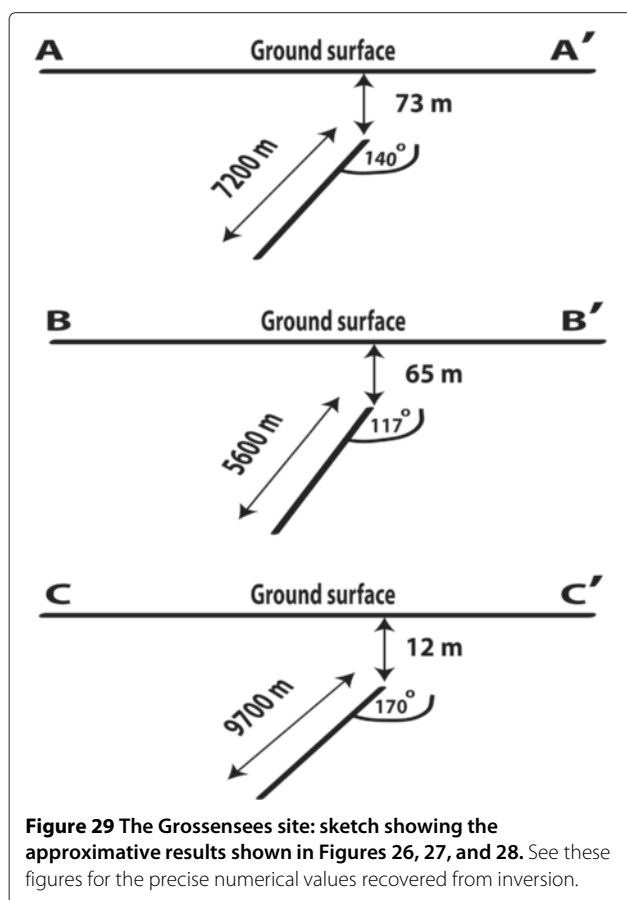 A Ground surface A′
73 m
7200 m
140°
B Ground surface B′
65 m
5600 m
117°
C Ground surface C′
12 m
9700 m
170°
Figure 29 The Grossensees site: sketch showing the
approximative results shown in Figures 26, 27, and 28. See these
figures for the precise numerical values recovered from inversion.